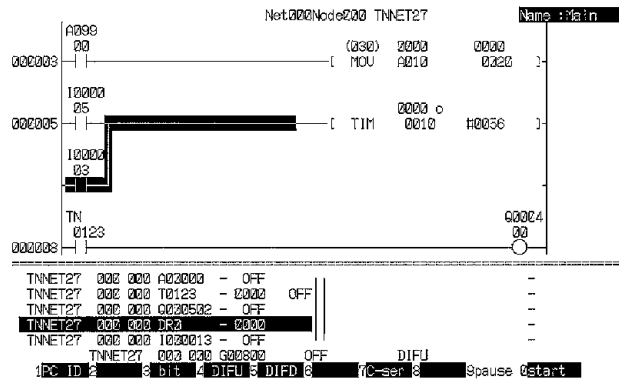 Net000Node000 TNNET27 Name :Main
A099
00 (030) 0000 0000
000003 [ MOV A010 0020 ]
I0000
05 0000 o
000005 [ TIM 0010 #0036 ]
I0000
03
TN Q0004
0123 00
000008
TNNET27 000 000 A00000 - OFF -
TNNET27 000 000 T0123 - 0000 OFF -
TNNET27 000 000 Q000502 - OFF -
TNNET27 000 000 DR0 - 0000 -
TNNET27 000 000 I000013 - OFF -
TNNET27 000 000 G00800 OFF DIFU
1PC ID 2 3 bit 4 DIFU 5 DIFD 6 7C-ser 8 9pause 0start